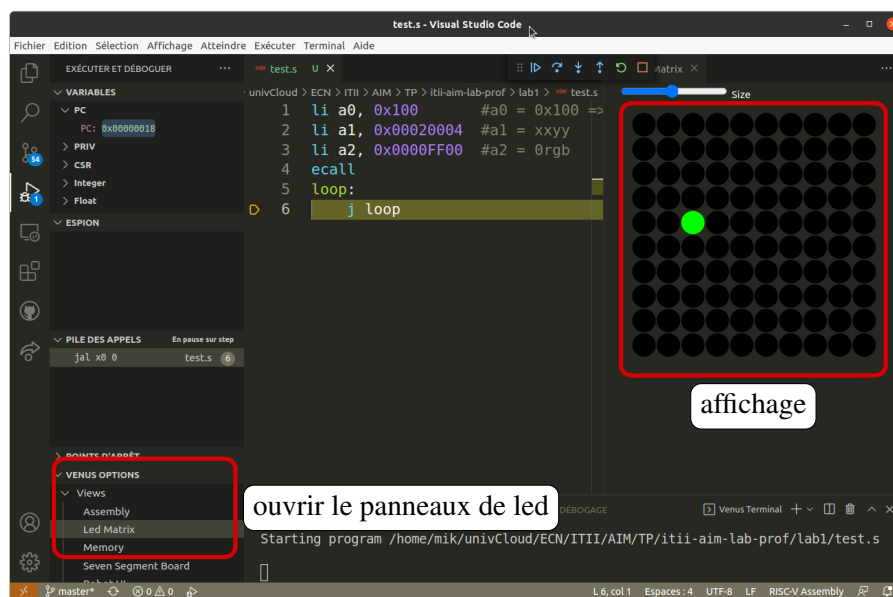 test.s - Visual Studio Code
Fichier Edition Sélection Affichage Atteindre Exécuter Terminal Aide
EXÉCUTER ET DÉBOGUER ...
VARIABLES
PC
PC: 0x00000018
PRIV
CSR
Integer
Float
ESPION
PILE DES APPELS En pause sur step
jal x0 0 test.s 6
POINTS D'ARRÊT
VENUS OPTIONS
Views
Assembly
Led Matrix
Memory
Seven Segment Board
Robot UI
54
1
ASM test.s U
univCloud > ECN > ITII > AIM > TP > itii-aim-lab-prof > lab1 > ASM test.s
1 li a0, 0x100 #a0 = 0x100 =>
2 li a1, 0x00020004 #a1 = xxyy
3 li a2, 0x0000FF00 #a2 = 0rgb
4 ecall
5 loop:
6 j loop
Matrix
Size
affichage
ouvrir le panneaux de led
DÉBOGAGE Venus Terminal
Starting program /home/mik/univCloud/ECN/ITII/AIM/TP/itii-aim-lab-prof/lab1/test.s
master* 0 0 L 6, col 1 Espaces : 4 UTF-8 LF RISC-V Assembly